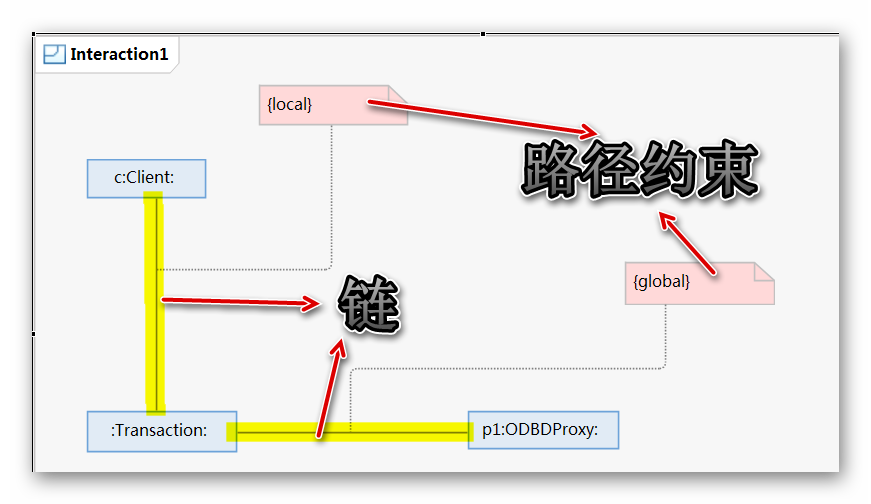 Interaction1
{local}
路径约束
c:Client:
{global}
链
:Transaction:
p1:ODBDProxy: